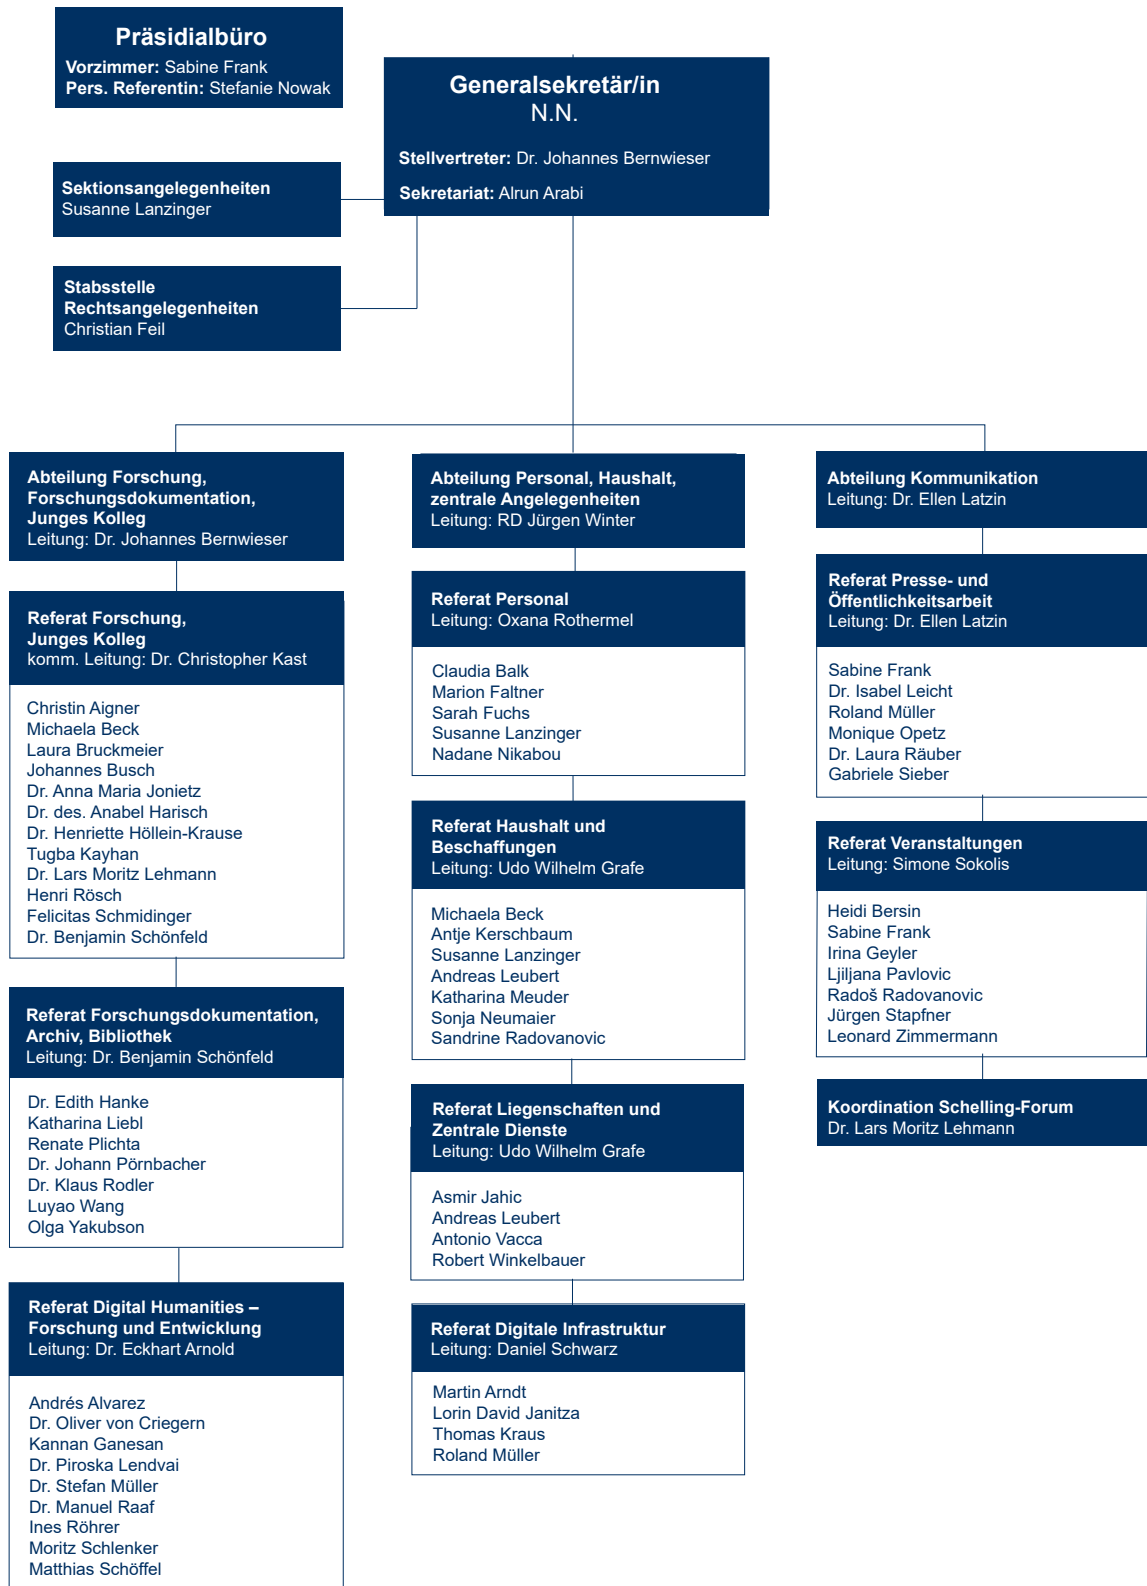 Präsidialbüro
Vorzimmer: Sabine Frank
Pers. Referentin: Stefanie Nowak
Generalsekretär/in
N.N.
Stellvertreter: Dr. Johannes Bernwieser
Sekretariat: Alrun Arabi
Sektionsangelegenheiten
Susanne Lanzinger
Stabsstelle
Rechtsangelegenheiten
Christian Feil
Abteilung Forschung,
Forschungsdokumentation,
Junges Kolleg
Leitung: Dr. Johannes Bernwieser
Referat Forschung,
Junges Kolleg
komm. Leitung: Dr. Christopher Kast
Christin Aigner
Michaela Beck
Laura Bruckmeier
Johannes Busch
Dr. Anna Maria Jonietz
Dr. des. Anabel Harisch
Dr. Henriette Höllein-Krause
Tugba Kayhan
Dr. Lars Moritz Lehmann
Henri Rösch
Felicitas Schmidinger
Dr. Benjamin Schönfeld
Referat Forschungsdokumentation,
Archiv, Bibliothek
Leitung: Dr. Benjamin Schönfeld
Dr. Edith Hanke
Katharina Liebl
Renate Plichta
Dr. Johann Pörnbacher
Dr. Klaus Rodler
Luyao Wang
Olga Yakubson
Referat Digital Humanities –
Forschung und Entwicklung
Leitung: Dr. Eckhart Arnold
Andrés Alvarez
Dr. Oliver von Criegern
Kannan Ganesan
Dr. Piroska Lendvai
Dr. Stefan Müller
Dr. Manuel Raaf
Ines Röhrer
Moritz Schlenker
Matthias Schöffel
Abteilung Personal, Haushalt,
zentrale Angelegenheiten
Leitung: RD Jürgen Winter
Referat Personal
Leitung: Oxana Rothermel
Claudia Balk
Marion Faltner
Sarah Fuchs
Susanne Lanzinger
Nadane Nikabou
Referat Haushalt und
Beschaffungen
Leitung: Udo Wilhelm Grafe
Michaela Beck
Antje Kerschbaum
Susanne Lanzinger
Andreas Leubert
Katharina Meuder
Sonja Neumaier
Sandrine Radovanovic
Referat Liegenschaften und
Zentrale Dienste
Leitung: Udo Wilhelm Grafe
Asmir Jahic
Andreas Leubert
Antonio Vacca
Robert Winkelbauer
Referat Digitale Infrastruktur
Leitung: Daniel Schwarz
Martin Arndt
Lorin David Janitza
Thomas Kraus
Roland Müller
Abteilung Kommunikation
Leitung: Dr. Ellen Latzin
Referat Presse- und
Öffentlichkeitsarbeit
Leitung: Dr. Ellen Latzin
Sabine Frank
Dr. Isabel Leicht
Roland Müller
Monique Opetz
Dr. Laura Räuber
Gabriele Sieber
Referat Veranstaltungen
Leitung: Simone Sokolis
Heidi Bersin
Sabine Frank
Irina Geyler
Ljiljana Pavlovic
Radoš Radovanovic
Jürgen Stapfner
Leonard Zimmermann
Koordination Schelling-Forum
Dr. Lars Moritz Lehmann